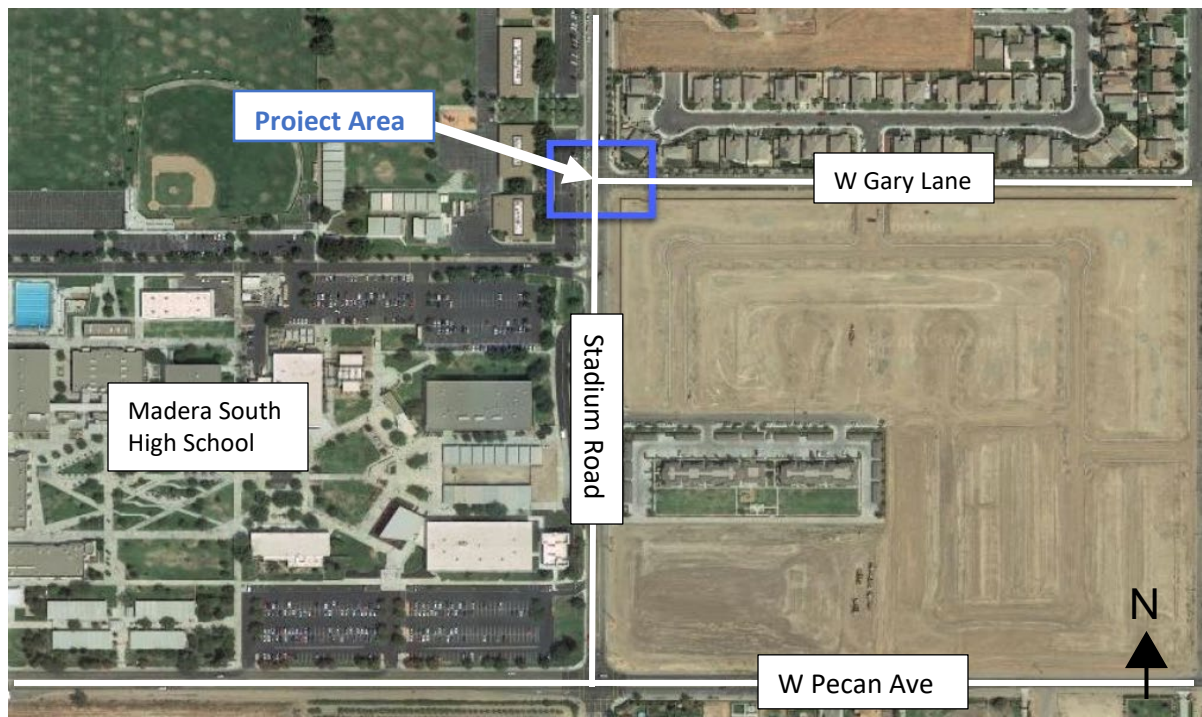 Project Area
W Gary Lane
Stadium Road
Madera South
High School
N
W Pecan Ave